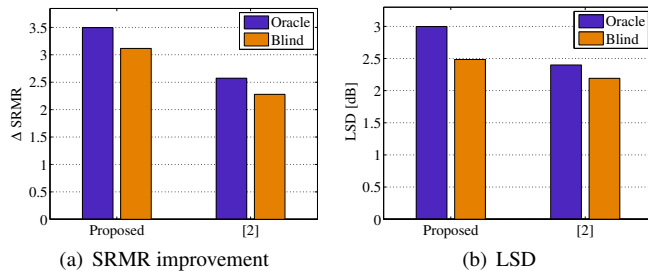 Oracle
Blind
3.5
3
2.5
2
1.5
1
0.5
0
Δ SRMR
Proposed
[2]
(a) SRMR improvement
Oracle
Blind
3
2.5
2
1.5
1
0.5
0
LSD [dB]
Proposed
[2]
(b) LSD